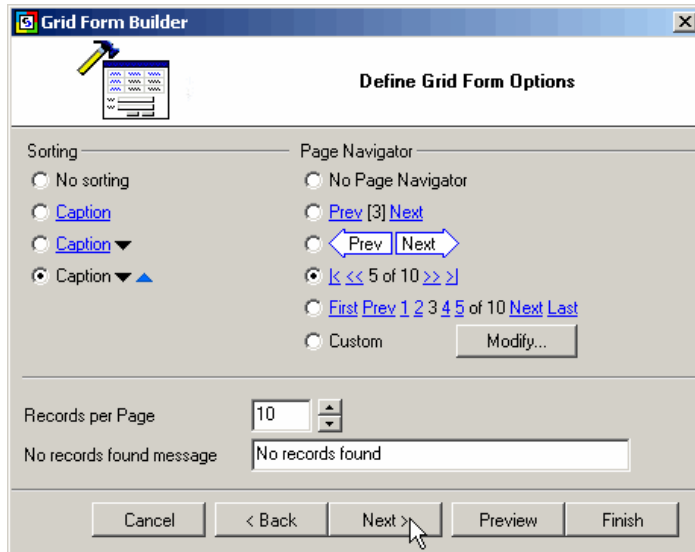 Grid Form Builder
Define Grid Form Options
Sorting
No sorting
Caption
Caption
Caption
Page Navigator
No Page Navigator
Prev [3] Next
Prev Next
|< << 5 of 10 >> >|
First Prev 1 2 3 4 5 of 10 Next Last
Custom Modify...
Records per Page 10
No records found message No records found
Cancel < Back Next > Preview Finish